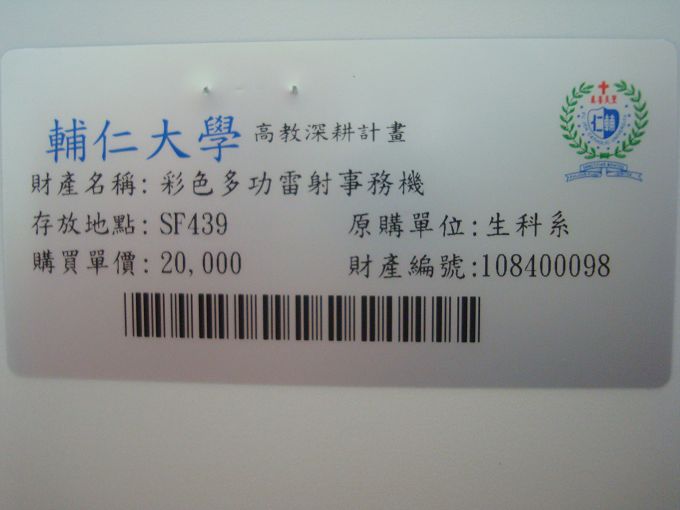 輔仁大學 高教深耕計畫
財產名稱: 彩色多功雷射事務機
存放地點: SF439 原購單位:生科系
購買單價: 20,000 財產編號:108400098
仁 輔